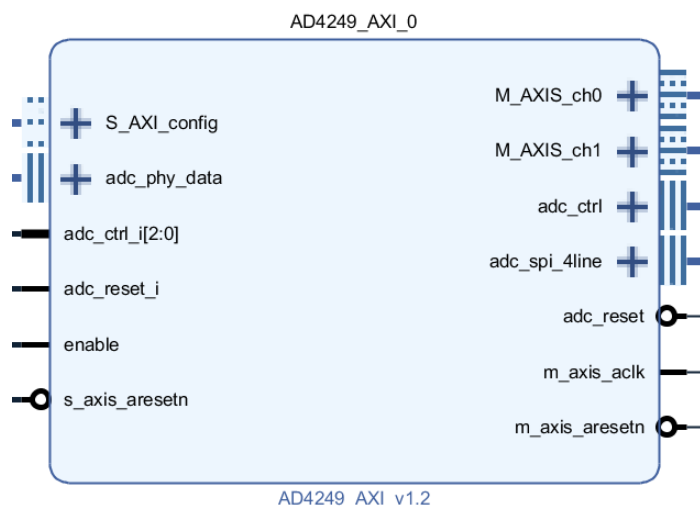 AD4249_AXI_0
S_AXI_config
adc_phy_data
adc_ctrl_i[2:0]
adc_reset_i
enable
s_axis_aresetn
M_AXIS_ch0
M_AXIS_ch1
adc_ctrl
adc_spi_4line
adc_reset
m_axis_aclk
m_axis_aresetn
AD4249_AXI_v1.2